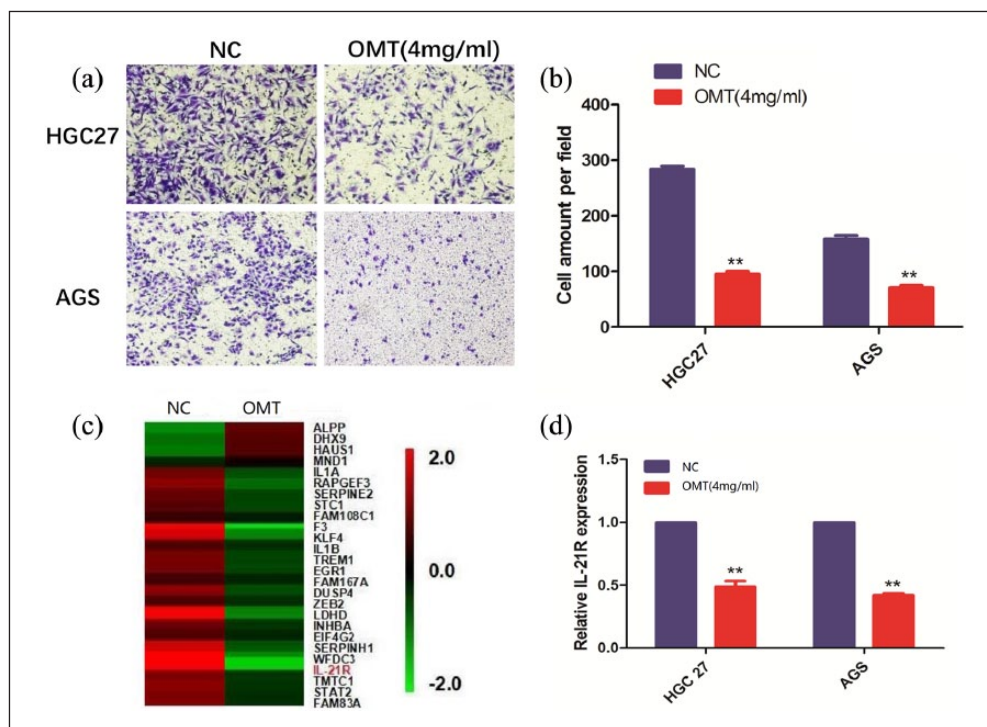 NC OMT(4mg/ml)
(a)
HGC27
AGS
(b)
NC
OMT(4mg/ml)
Cell amount per field
400
300
200
100
0
**
**
HGC27
AGS
(c)
NC OMT
ALPP
DHX9
HAUS1
MND1
IL1A
RAPGEF3
SERPINE2
STC1
FAM108C1
F3
KLF4
IL1B
TREM1
EGR1
FAM167A
DUSP4
ZEB2
LDHD
INHBA
EIF4G2
SERPINH1
WFDC3
IL-21R
TMTC1
STAT2
FAM83A
2.0
0.0
-2.0
(d)
NC
OMT(4mg/ml)
Relative IL-21R expression
1.5
1.0
0.5
0.0
**
**
HGC 27
AGS